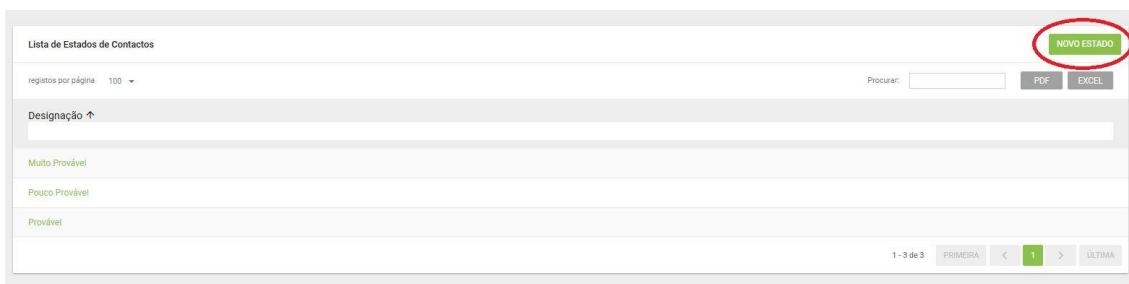 Lista de Estados de Contactos NOVO ESTADO
registos por página 100 Procurar: PDF EXCEL
Designação ↑
Muito Provável
Pouco Provável
Provável
1 - 3 de 3 PRIMEIRA < 1 > ÚLTIMA